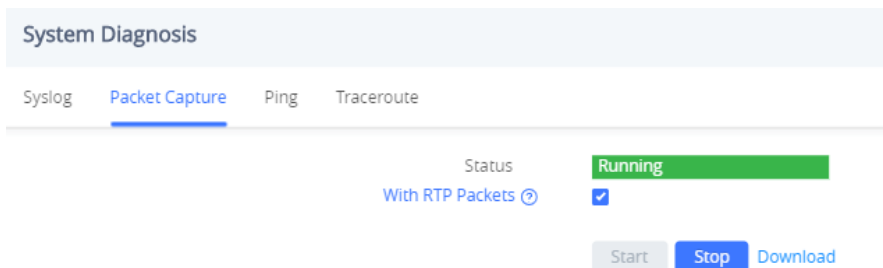 System Diagnosis
Syslog Packet Capture Ping Traceroute
Status Running
With RTP Packets
Start Stop Download